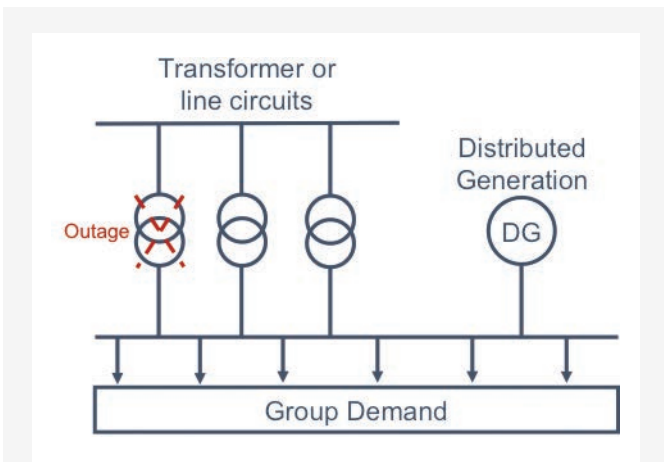 Transformer or
line circuits
Distributed
Generation
Outage
DG
Group Demand